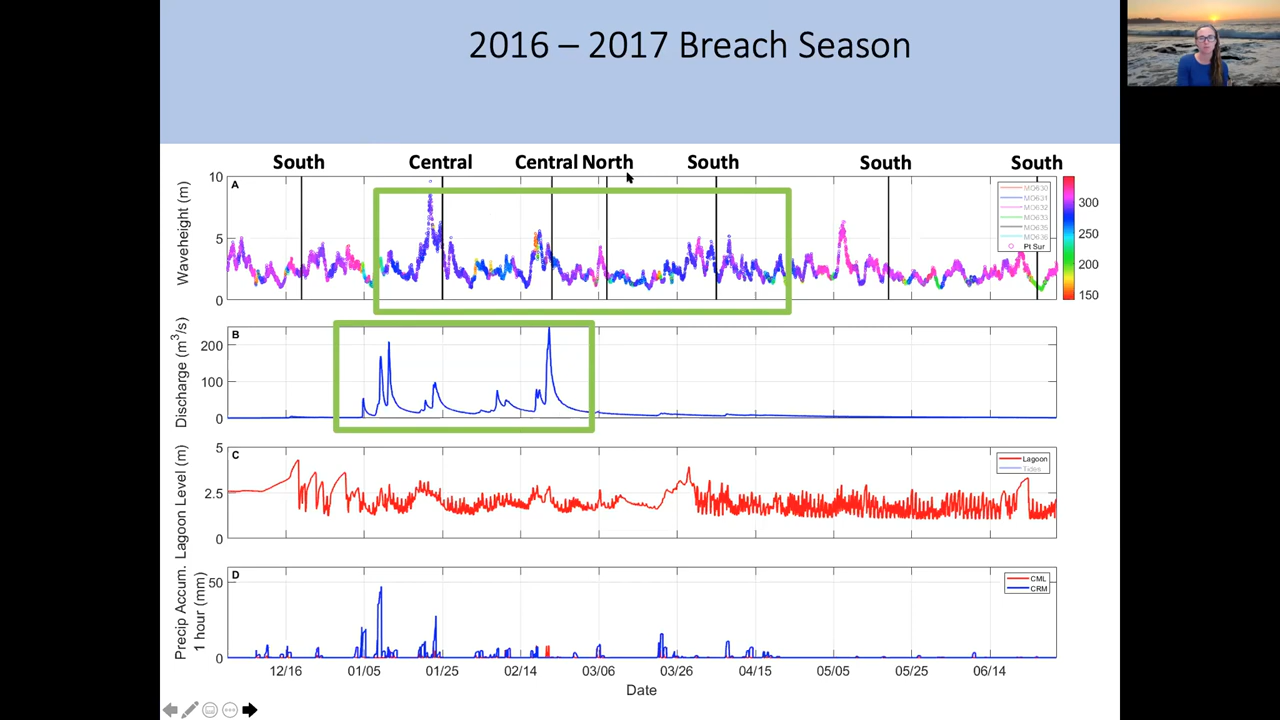 2016 – 2017 Breach Season
South Central Central North South South South
A
Waveheight (m)
10
5
0
MD630
MD631
MD632
MD633
MD635
MD636
Pt Sur
300
250
200
150
B
Discharge (m3/s)
200
100
0
C
Lagoon Level (m)
5
2.5
0
Lagoon
Tides
D
Precip Accum.
1 hour (mm)
50
0
CML
CRM
12/16 01/05 01/25 02/14 03/06 03/26 04/15 05/05 05/25 06/14
Date